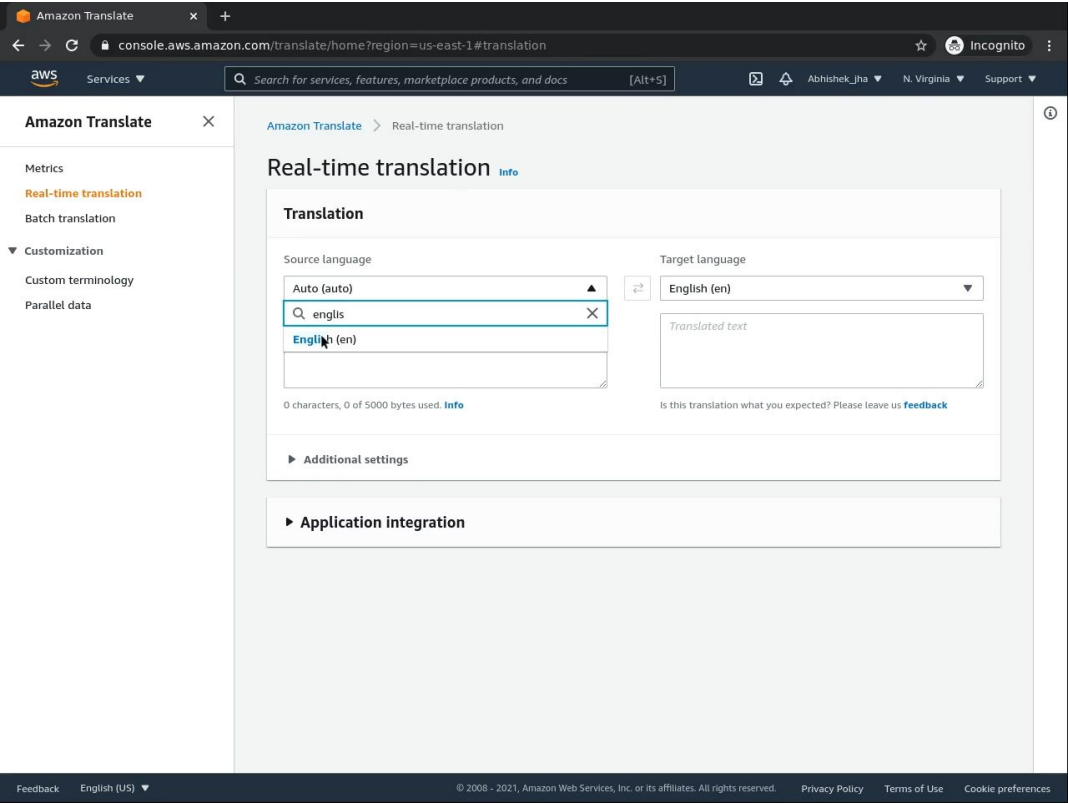 Amazon Translate
console.aws.amazon.com/translate/home?region=us-east-1#translation
Incognito
aws
Services
Search for services, features, marketplace products, and docs
[Alt+S]
Abhishek_jha
N. Virginia
Support
Amazon Translate
Metrics
Real-time translation
Batch translation
Customization
Custom terminology
Parallel data
Amazon Translate > Real-time translation
Real-time translation Info
Translation
Source language
Auto (auto)
englis
English (en)
0 characters, 0 of 5000 bytes used. Info
Target language
English (en)
Translated text
Is this translation what you expected? Please leave us feedback
Additional settings
Application integration
Feedback
English (US)
© 2008 - 2021, Amazon Web Services, Inc. or its affiliates. All rights reserved.
Privacy Policy
Terms of Use
Cookie preferences